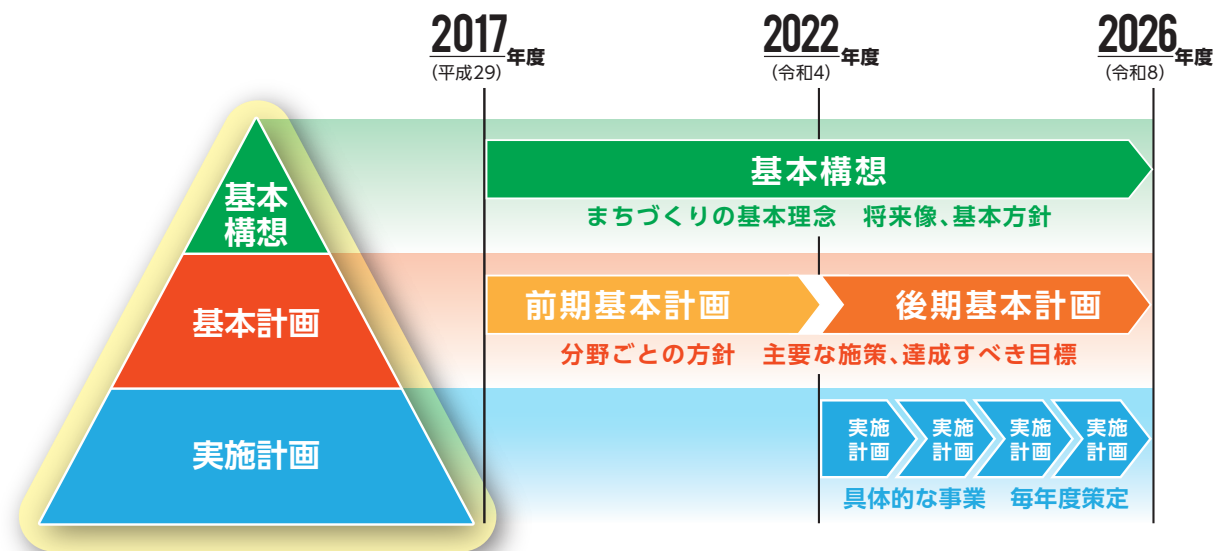 2017年度
(平成29)
2022年度
(令和4)
2026年度
(令和8)
基本
構想
基本計画
実施計画
基本構想
まちづくりの基本理念　将来像、基本方針
前期基本計画
後期基本計画
分野ごとの方針　主要な施策、達成すべき目標
実施
計画
実施
計画
実施
計画
実施
計画
具体的な事業　毎年度策定